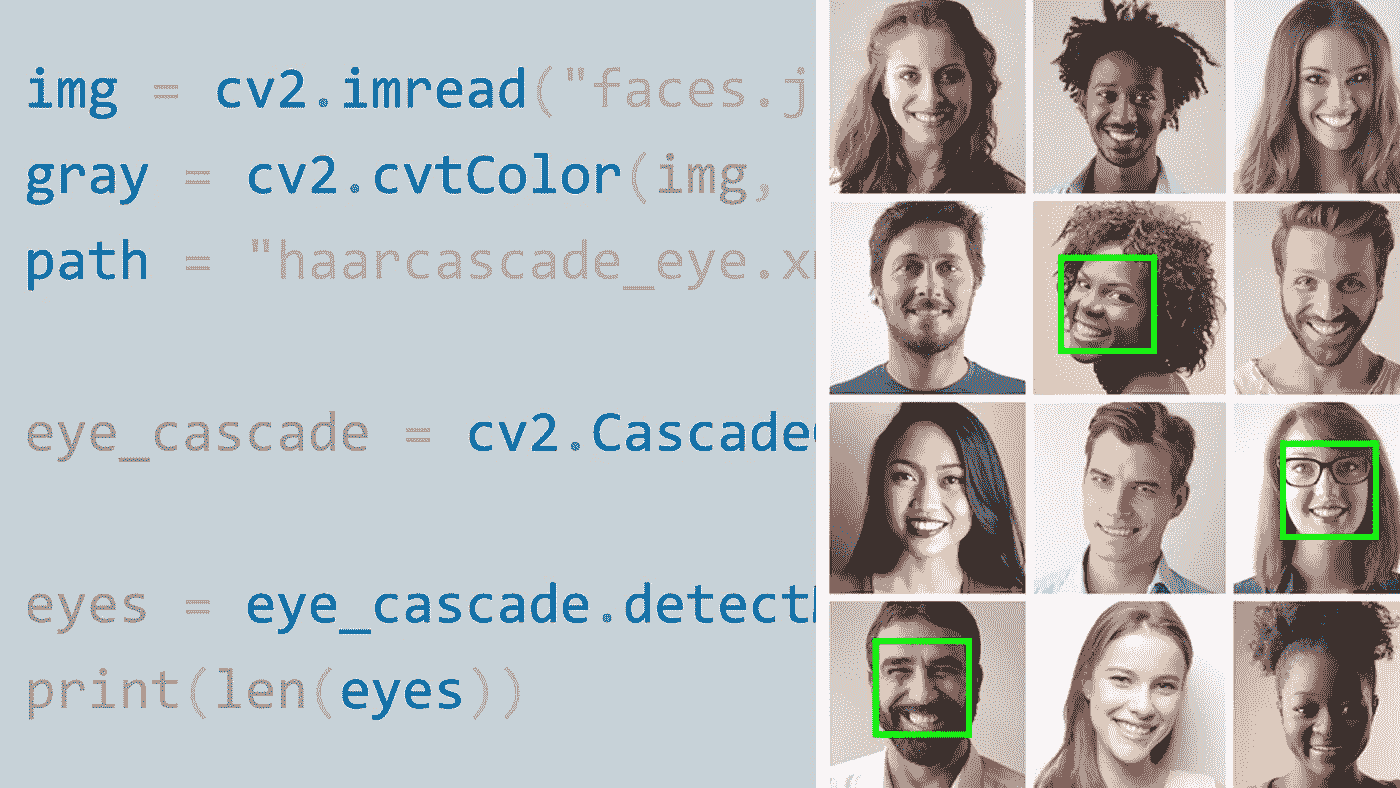 img = cv2.imread("faces.j
gray = cv2.cvtColor(img,
path = "haarcascade_eye.x
eye_cascade = cv2.Cascade
eyes = eye_cascade.detect
print(len(eyes))